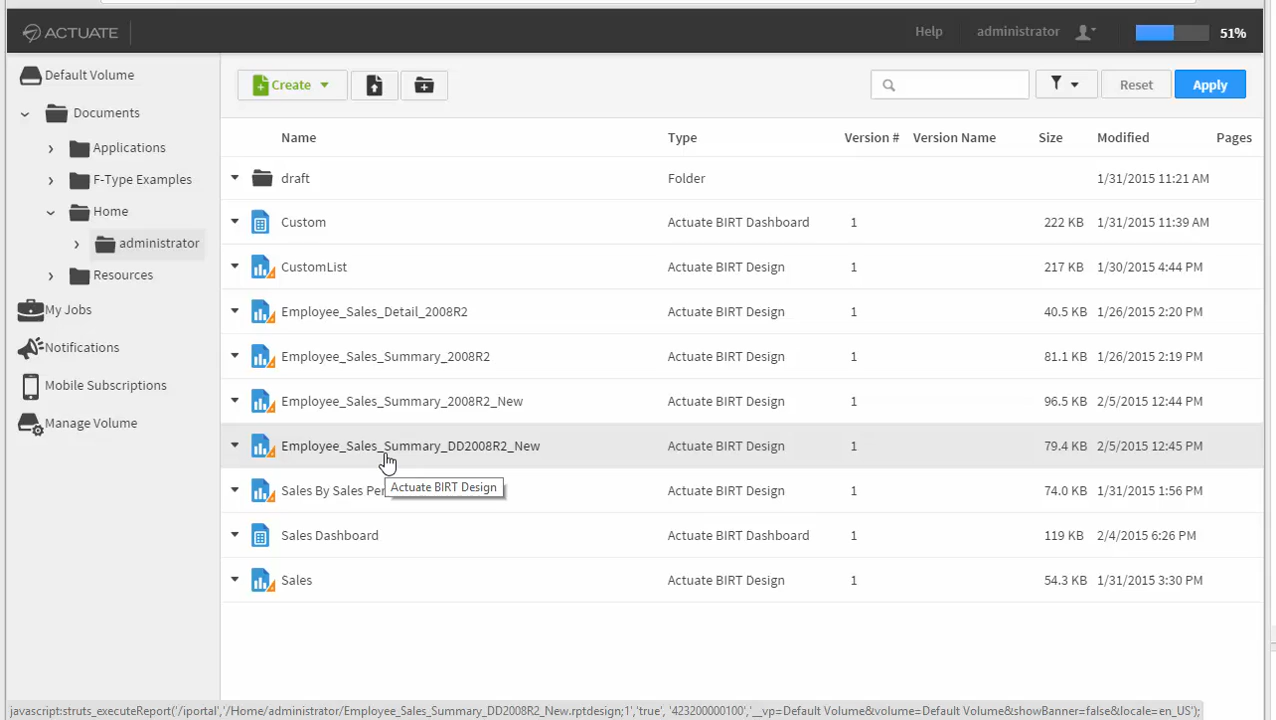 ACTUATE Help administrator 51%
Default Volume
Documents
Applications
F-Type Examples
Home
administrator
Resources
My Jobs
Notifications
Mobile Subscriptions
Manage Volume
Create Reset Apply
Name Type Version # Version Name Size Modified Pages
draft Folder 1/31/2015 11:21 AM
Custom Actuate BIRT Dashboard 1 222 KB 1/31/2015 11:39 AM
CustomList Actuate BIRT Design 1 217 KB 1/30/2015 4:44 PM
Employee_Sales_Detail_2008R2 Actuate BIRT Design 1 40.5 KB 1/26/2015 2:20 PM
Employee_Sales_Summary_2008R2 Actuate BIRT Design 1 81.1 KB 1/26/2015 2:19 PM
Employee_Sales_Summary_2008R2_New Actuate BIRT Design 1 96.5 KB 2/5/2015 12:44 PM
Employee_Sales_Summary_DD2008R2_New Actuate BIRT Design 1 79.4 KB 2/5/2015 12:45 PM
Actuate BIRT Design
Sales By Sales Per Actuate BIRT Design 1 74.0 KB 1/31/2015 1:56 PM
Sales Dashboard Actuate BIRT Dashboard 1 119 KB 2/4/2015 6:26 PM
Sales Actuate BIRT Design 1 54.3 KB 1/31/2015 3:30 PM
javascript:struts_executeReport('/iportal','/Home/administrator/Employee_Sales_Summary_DD2008R2_New.rptdesign;1','true', '423200000100','__vp=Default Volume&volume=Default Volume&showBanner=false&locale=en_US');